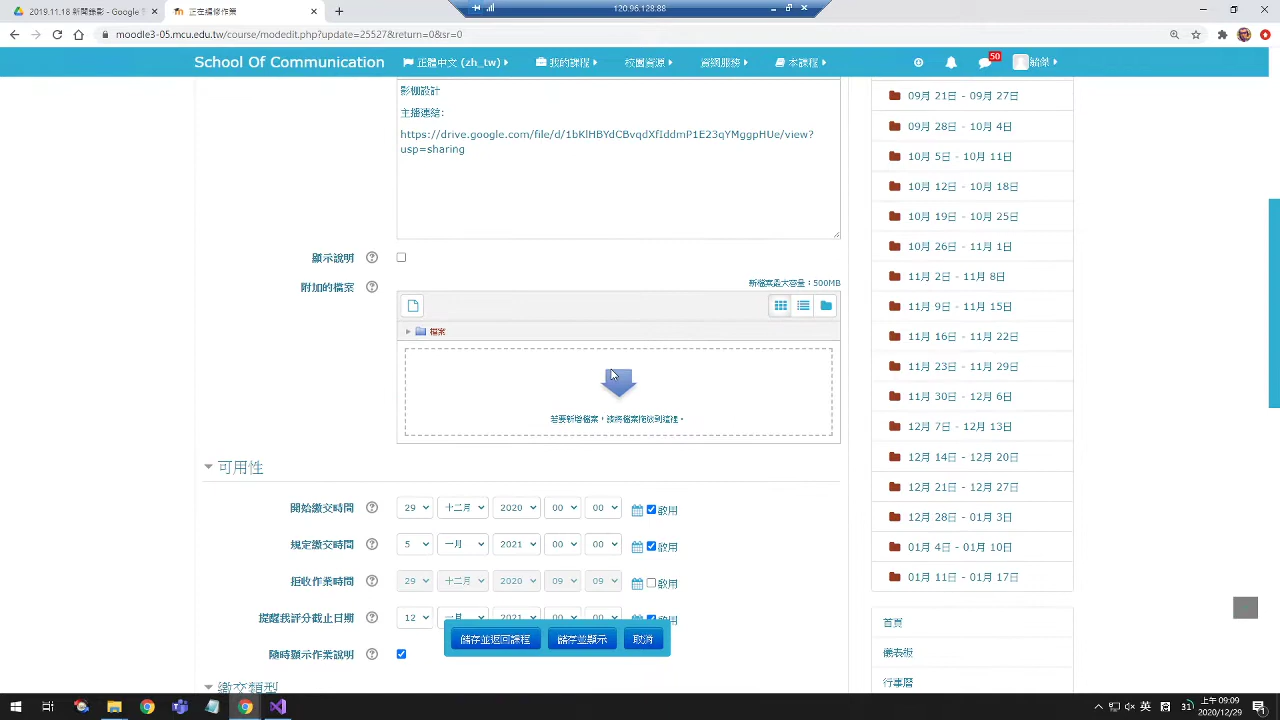 2019.11.18 新聞錄影 - Google 雲
正在編修作業
120.96.128.88
moodle3-05.mcu.edu.tw/course/modedit.php?update=25527&return=0&sr=0
School Of Communication
正體中文 (zh_tw)
我的課程
校園資源
資網服務
本課程
50
影棚設計
主播連結:
https://drive.google.com/file/d/1bKlHBYdCBvqdXfIddmP1E23qYMggpHUe/view?
usp=sharing
顯示說明
附加的檔案
新檔案最大容量：500MB
檔案
若要新增檔案，請將檔案拖放到這裡。
可用性
開始繳交時間
29 十二月 2020 00 00 啟用
規定繳交時間
5 一月 2021 00 00 啟用
拒收作業時間
29 十二月 2020 09 09 啟用
提醒我評分截止日期
12 一月 2021 00 00 啟用
儲存並返回課程
儲存並顯示
取消
隨時顯示作業說明
繳交類型
09月 21日 - 09月 27日
09月 28日 - 10月 4日
10月 5日 - 10月 11日
10月 12日 - 10月 18日
10月 19日 - 10月 25日
10月 26日 - 11月 1日
11月 2日 - 11月 8日
11月 9日 - 11月 15日
11月 16日 - 11月 22日
11月 23日 - 11月 29日
11月 30日 - 12月 6日
12月 7日 - 12月 13日
12月 14日 - 12月 20日
12月 21日 - 12月 27日
12月 28日 - 01月 3日
01月 4日 - 01月 10日
01月 11日 - 01月 17日
首頁
儀表板
行事曆
英
上午 09:09
2020/12/29